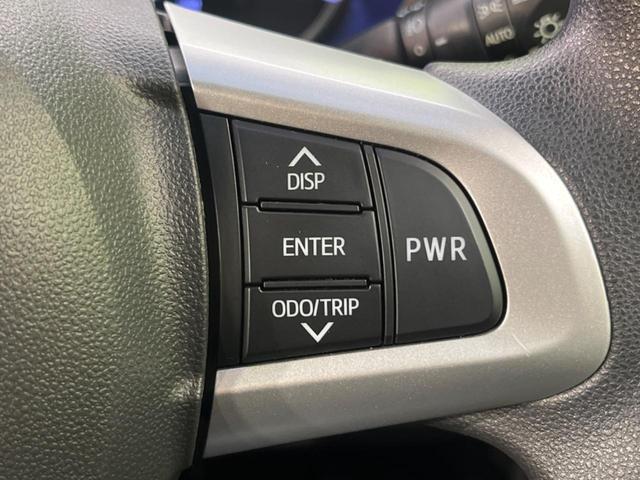 AUTO
DISP
ENTER
PWR
ODO/TRIP